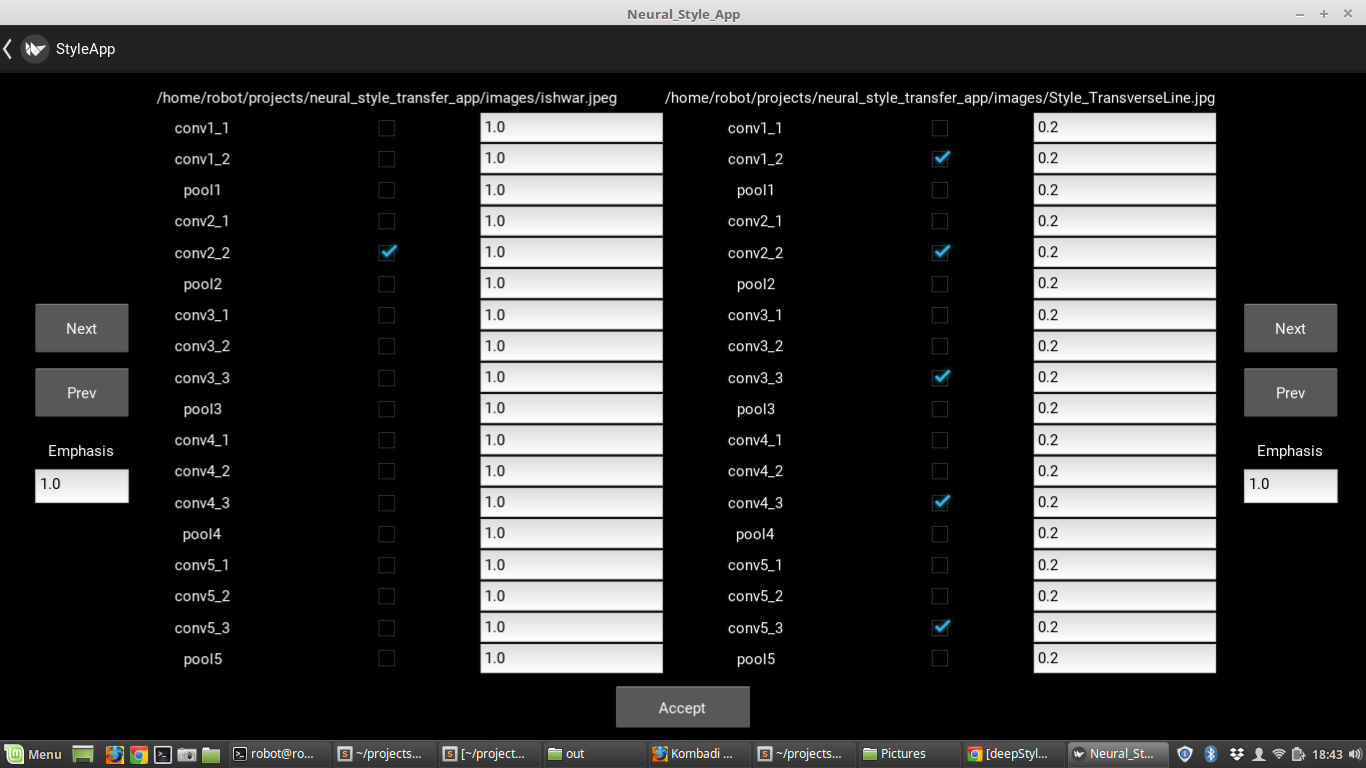 Neural_Style_App
StyleApp
/home/robot/projects/neural_style_transfer_app/images/ishwar.jpeg /home/robot/projects/neural_style_transfer_app/images/Style_TransverseLine.jpg
conv1_1 1.0 conv1_1 0.2
conv1_2 1.0 conv1_2 0.2
pool1 1.0 pool1 0.2
conv2_1 1.0 conv2_1 0.2
conv2_2 1.0 conv2_2 0.2
pool2 1.0 pool2 0.2
conv3_1 1.0 conv3_1 0.2
Next Next
conv3_2 1.0 conv3_2 0.2
conv3_3 1.0 conv3_3 0.2
Prev Prev
pool3 1.0 pool3 0.2
conv4_1 1.0 conv4_1 0.2
Emphasis Emphasis
conv4_2 1.0 conv4_2 0.2
1.0 1.0
conv4_3 1.0 conv4_3 0.2
pool4 1.0 pool4 0.2
conv5_1 1.0 conv5_1 0.2
conv5_2 1.0 conv5_2 0.2
conv5_3 1.0 conv5_3 0.2
pool5 1.0 pool5 0.2
Accept
Menu robot@ro... ~/projects... [~/project... out Kombadi ... ~/projects... Pictures [deepStyl... Neural_St... 18:43